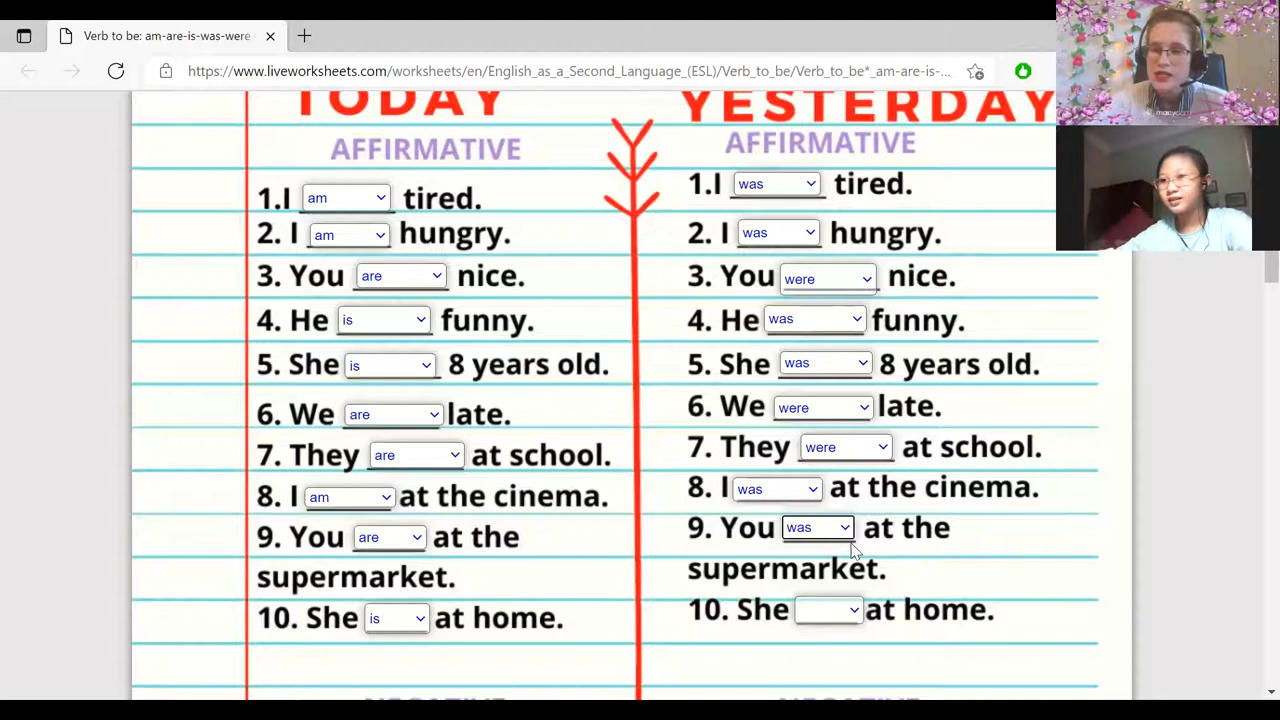 Verb to be: am-are-is-was-were
https://www.liveworksheets.com/worksheets/en/English_as_a_Second_Language_(ESL)/Verb_to_be/Verb_to_be*_am-are-is-...
TODAY
AFFIRMATIVE
1.I am tired.
2. I am hungry.
3. You are nice.
4. He is funny.
5. She is 8 years old.
6. We are late.
7. They are at school.
8. I am at the cinema.
9. You are at the
supermarket.
10. She is at home.
YESTERDAY
AFFIRMATIVE
1.I was tired.
2. I was hungry.
3. You were nice.
4. He was funny.
5. She was 8 years old.
6. We were late.
7. They were at school.
8. I was at the cinema.
9. You was at the
supermarket.
10. She at home.